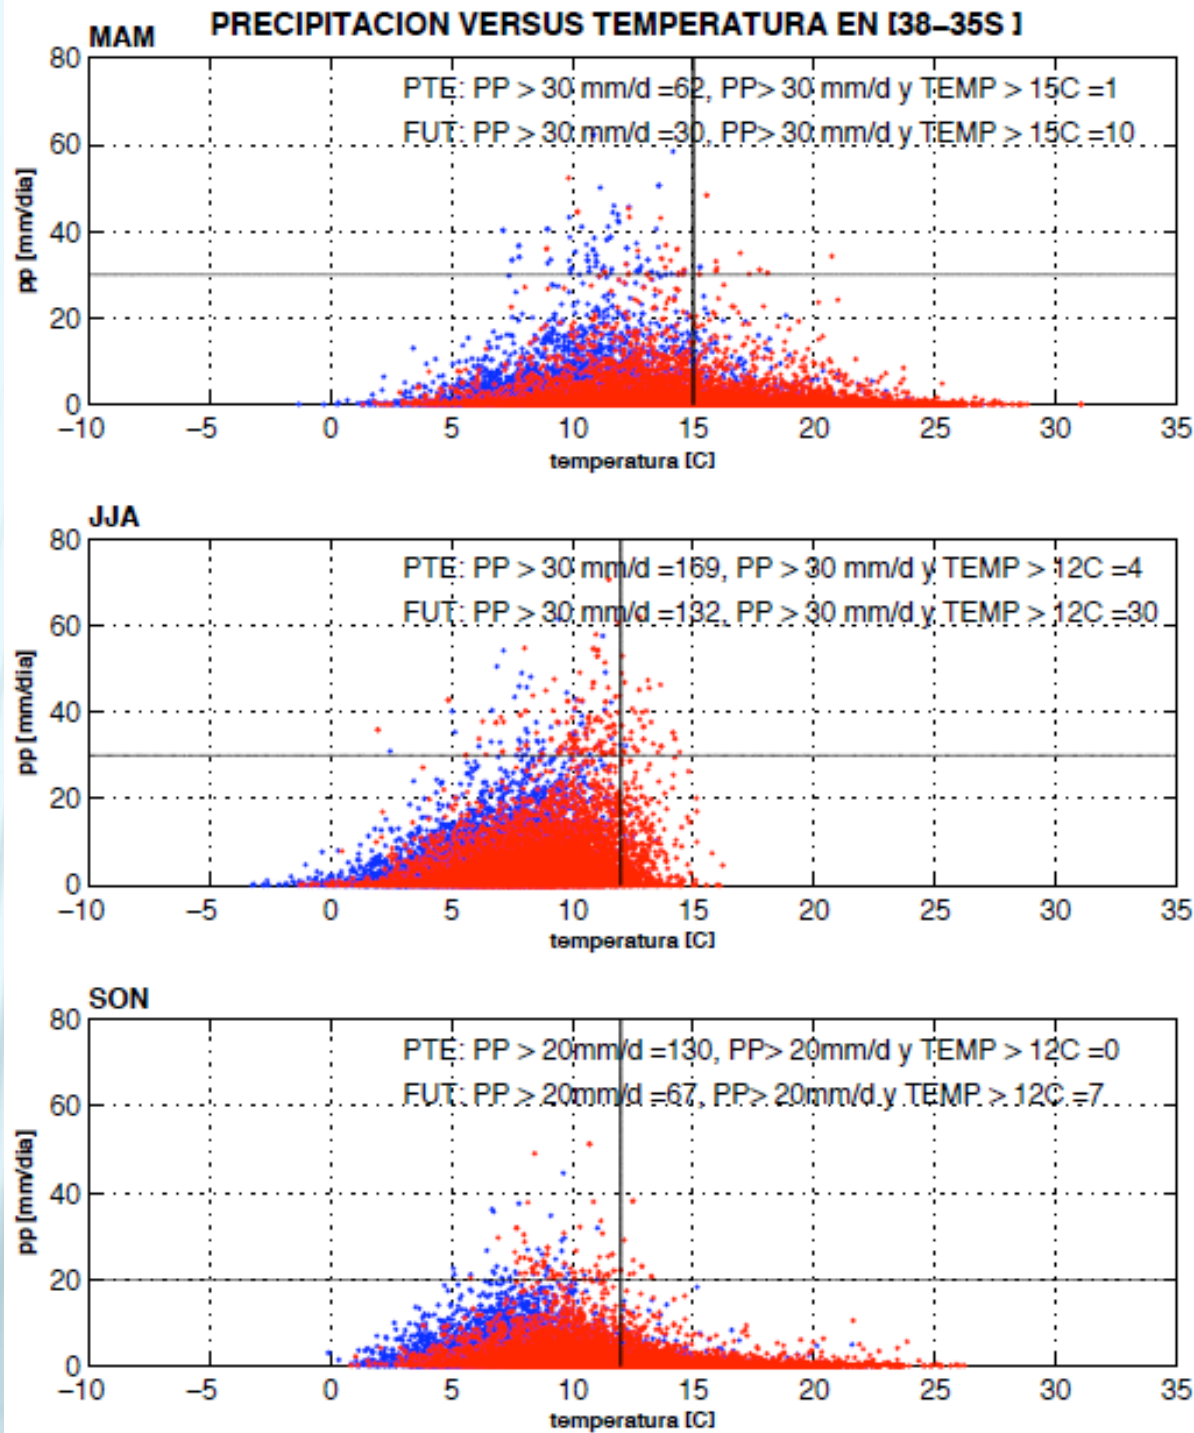 PRECIPITACION VERSUS TEMPERATURA EN [38–35S ]
MAM
PTE: PP > 30 mm/d =62, PP> 30 mm/d y TEMP > 15C =1
FUT: PP > 30 mm/d =30, PP> 30 mm/d y TEMP > 15C =10
80
60
40
20
0
pp [mm/dia]
−10 −5 0 5 10 15 20 25 30 35
temperatura [C]
JJA
PTE: PP > 30 mm/d =169, PP > 30 mm/d y TEMP > 12C =4
FUT: PP > 30 mm/d =132, PP > 30 mm/d y TEMP > 12C =30
80
60
40
20
0
pp [mm/dia]
−10 −5 0 5 10 15 20 25 30 35
temperatura [C]
SON
PTE: PP > 20mm/d =130, PP> 20mm/d y TEMP > 12C =0
FUT: PP > 20mm/d =67, PP> 20mm/d y TEMP > 12C =7
80
60
40
20
0
pp [mm/dia]
−10 −5 0 5 10 15 20 25 30 35
temperatura [C]